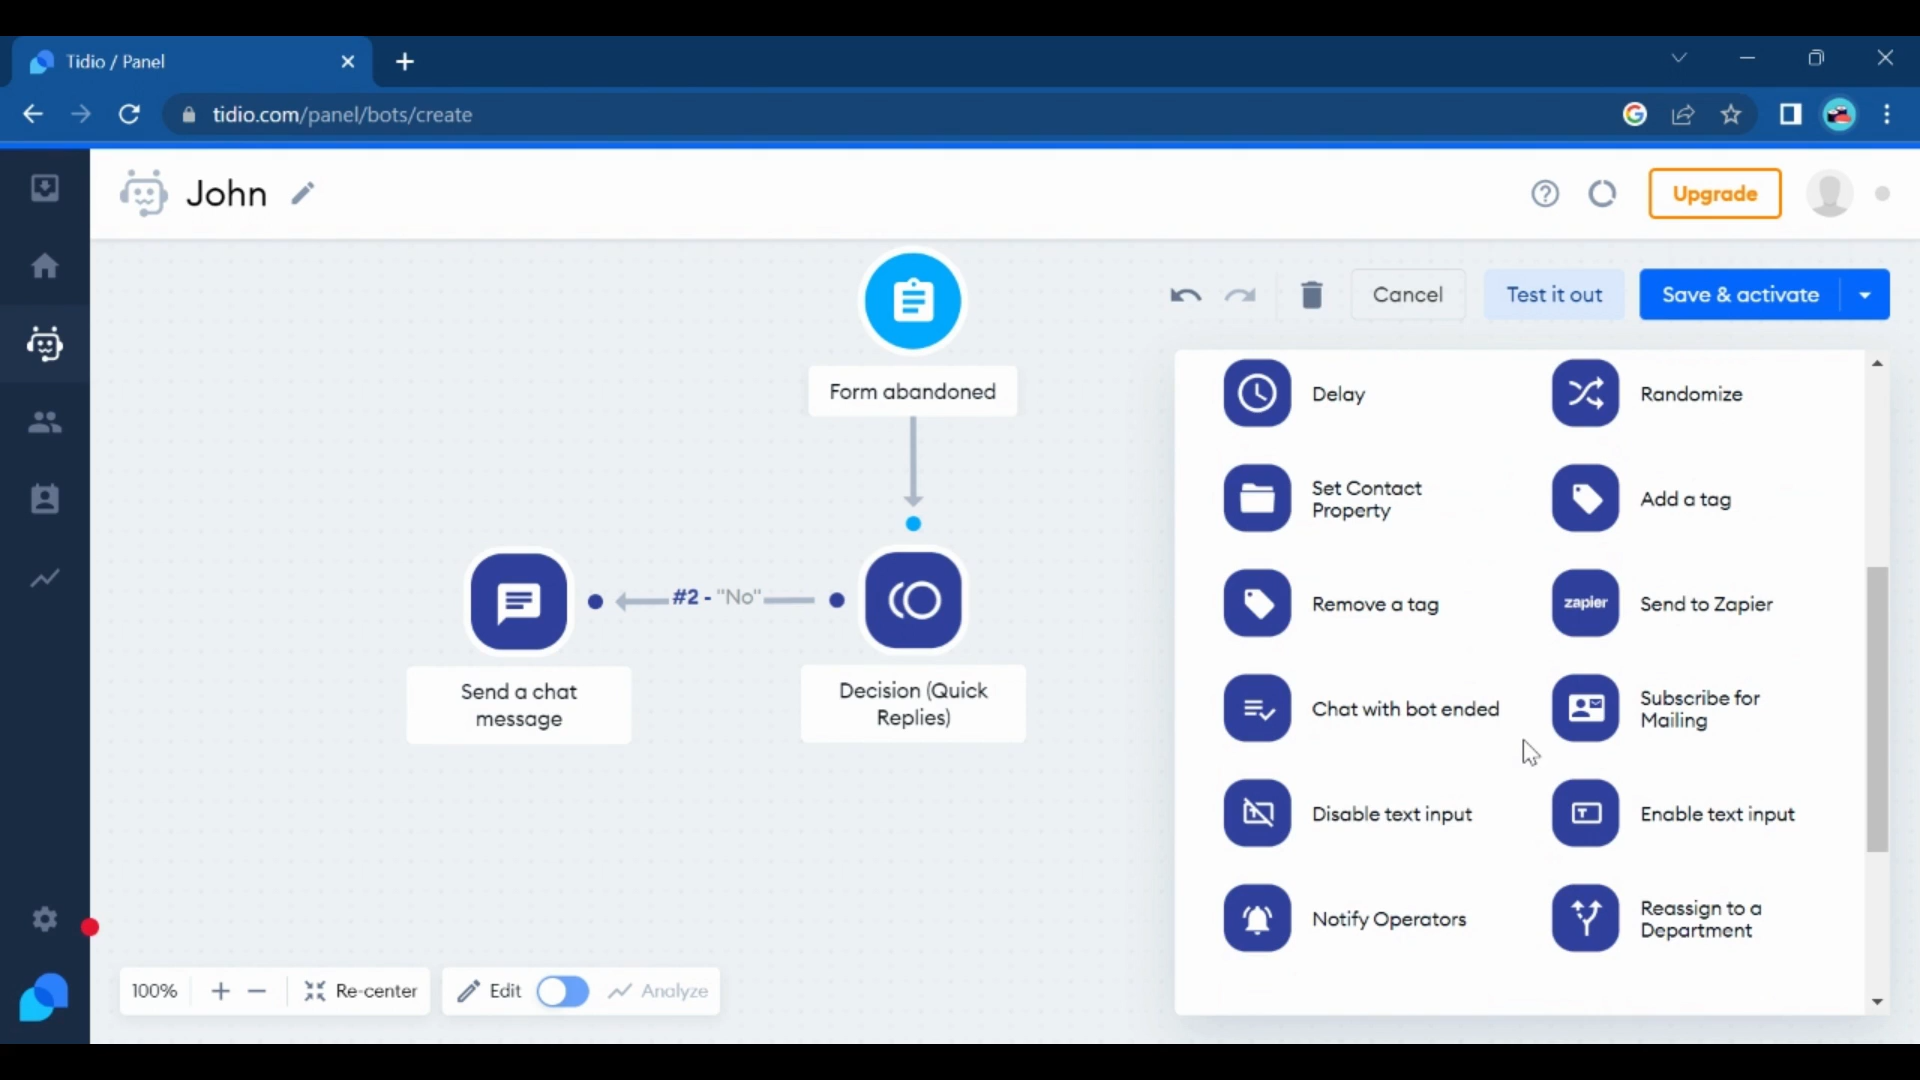 Tidio / Panel
tidio.com/panel/bots/create
John
Upgrade
Cancel
Test it out
Save & activate
Form abandoned
#2 - "No"
Send a chat
message
Decision (Quick
Replies)
Delay
Randomize
Set Contact
Property
Add a tag
Remove a tag
zapier
Send to Zapier
Chat with bot ended
Subscribe for
Mailing
Disable text input
Enable text input
Notify Operators
Reassign to a
Department
100%
Re-center
Edit
Analyze